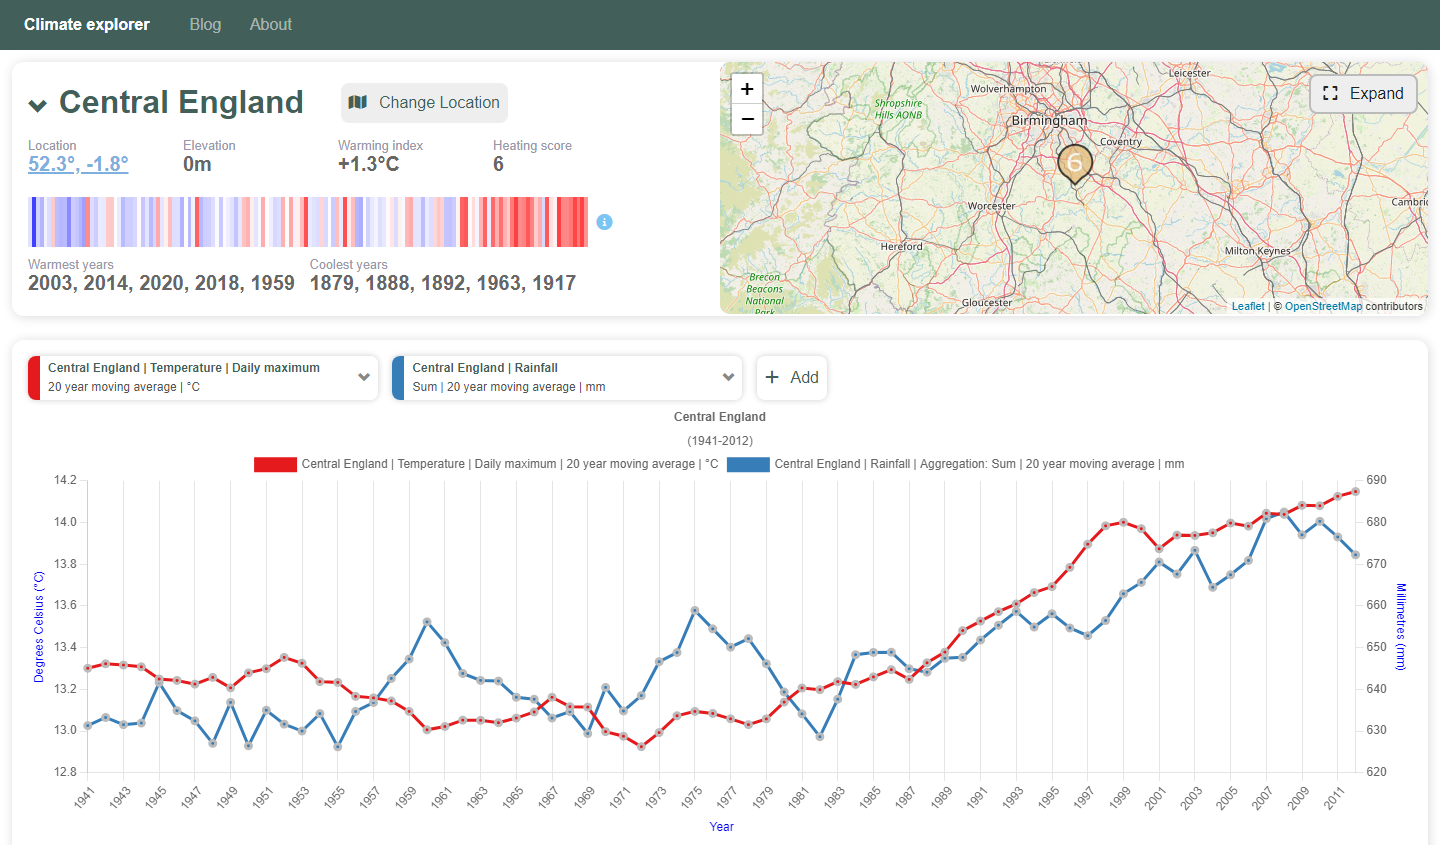 Climate explorer
Blog
About
Central England
Change Location
Location
Elevation
Warming index
Heating score
52.3°, -1.8°
0m
+1.3°C
6
i
Warmest years
Coolest years
2003, 2014, 2020, 2018, 1959
1879, 1888, 1892, 1963, 1917
+
−
Expand
Leicester
Wolverhampton
Shropshire
Hills AONB
Birmingham
Coventry
6
Worcester
Hereford
Milton Keynes
Brecon
Beacons
National
Park
Gloucester
Leaflet | © OpenStreetMap contributors
Central England | Temperature | Daily maximum
20 year moving average | °C
Central England | Rainfall
Sum | 20 year moving average | mm
+ Add
Central England
(1941-2012)
Central England | Temperature | Daily maximum | 20 year moving average | °C
Central England | Rainfall | Aggregation: Sum | 20 year moving average | mm
14.2
14.0
13.8
13.6
13.4
13.2
13.0
12.8
Degrees Celsius (°C)
690
680
670
660
650
640
630
620
Millimetres (mm)
1941
1943
1945
1947
1949
1951
1953
1955
1957
1959
1961
1963
1965
1967
1969
1971
1973
1975
1977
1979
1981
1983
1985
1987
1989
1991
1993
1995
1997
1999
2001
2003
2005
2007
2009
2011
Year